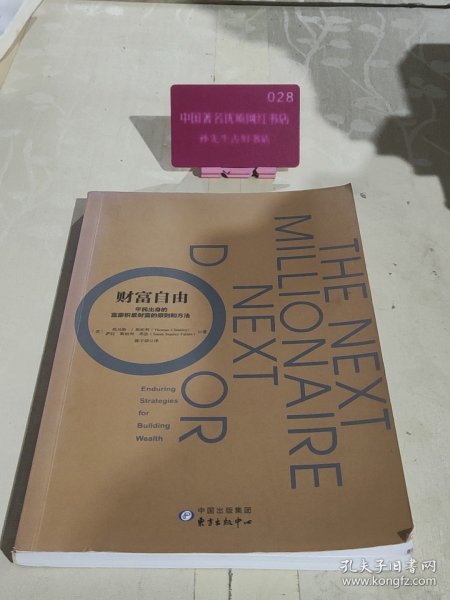 028
中国著名优质网红书店
孙先生古旧书店
THE NEXT
MILLIONAIRE
NEXT
DOOR
财富自由
平民出身的
富豪积累财富的原则和方法
Enduring
Strategies
for
Building
Wealth
中国出版集团
东方出版中心
孔夫子旧书网
www.kongfz.com